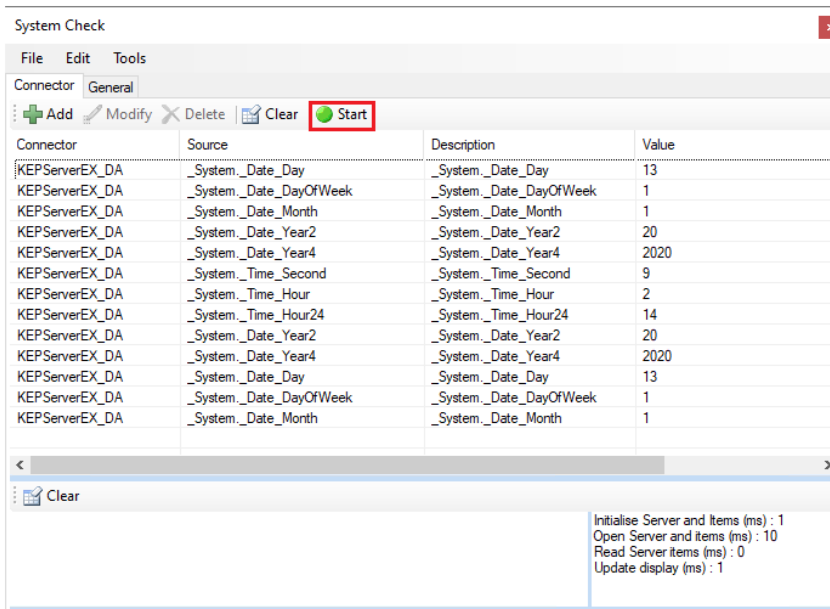 System Check
File Edit Tools
Connector General
Add Modify Delete Clear Start
Connector Source Description Value
KEPServerEX_DA _System._Date_Day _System._Date_Day 13
KEPServerEX_DA _System._Date_DayOfWeek _System._Date_DayOfWeek 1
KEPServerEX_DA _System._Date_Month _System._Date_Month 1
KEPServerEX_DA _System._Date_Year2 _System._Date_Year2 20
KEPServerEX_DA _System._Date_Year4 _System._Date_Year4 2020
KEPServerEX_DA _System._Time_Second _System._Time_Second 9
KEPServerEX_DA _System._Time_Hour _System._Time_Hour 2
KEPServerEX_DA _System._Time_Hour24 _System._Time_Hour24 14
KEPServerEX_DA _System._Date_Year2 _System._Date_Year2 20
KEPServerEX_DA _System._Date_Year4 _System._Date_Year4 2020
KEPServerEX_DA _System._Date_Day _System._Date_Day 13
KEPServerEX_DA _System._Date_DayOfWeek _System._Date_DayOfWeek 1
KEPServerEX_DA _System._Date_Month _System._Date_Month 1
Clear
Initialise Server and Items (ms) : 1
Open Server and items (ms) : 10
Read Server items (ms) : 0
Update display (ms) : 1